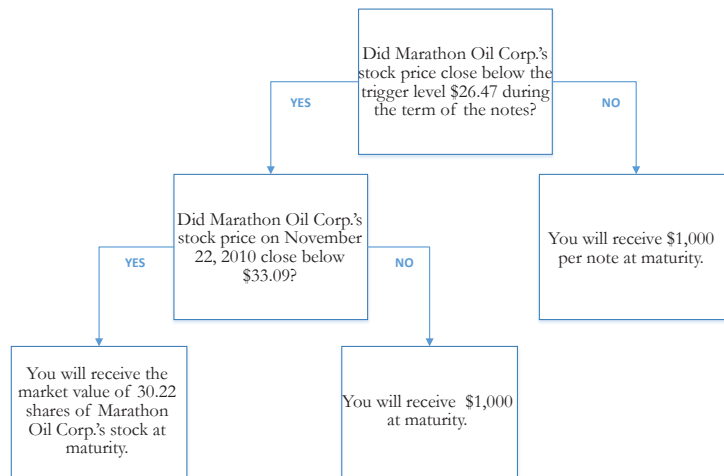 Did Marathon Oil Corp.'s
stock price close below the
trigger level $26.47 during
the term of the notes?
YES
NO
Did Marathon Oil Corp.'s
stock price on November
22, 2010 close below
$33.09?
You will receive $1,000
per note at maturity.
YES
NO
You will receive the
market value of 30.22
shares of Marathon
Oil Corp.'s stock at
maturity.
You will receive $1,000
at maturity.